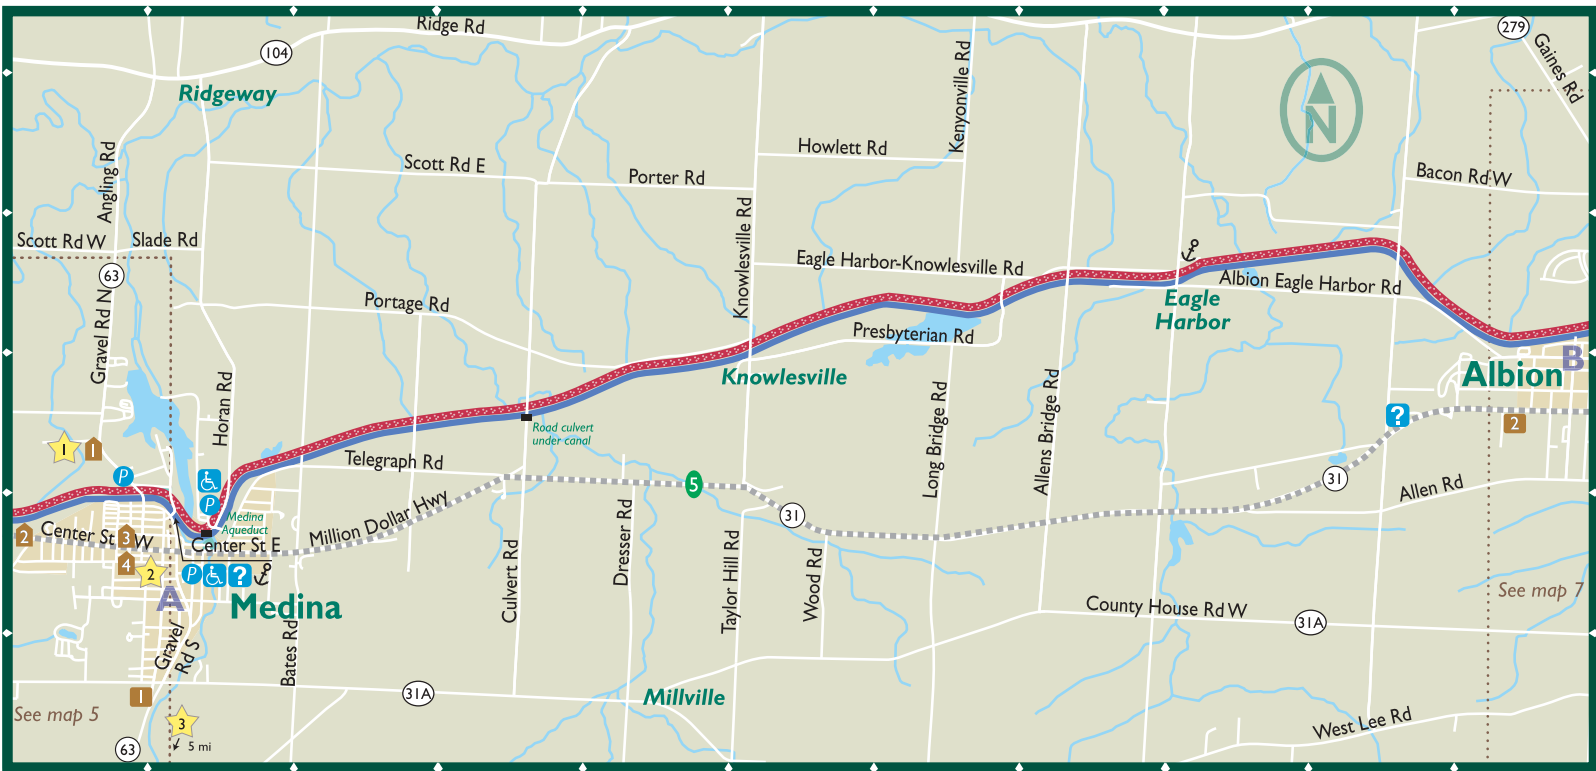 Ridge Rd
104
279
Gaines Rd
Ridgeway
N
Kenyonville Rd
Howlett Rd
Angling Rd
Scott Rd E
Porter Rd
Bacon Rd W
Scott Rd W
Slade Rd
Knowlesville Rd
63
Eagle Harbor-Knowlesville Rd
Albion Eagle Harbor Rd
Gravel Rd N
Portage Rd
Eagle
Harbor
Presbyterian Rd
Knowlesville
B
Albion
Horan Rd
Long Bridge Rd
Allens Bridge Rd
?
2
Road culvert
under canal
1
1
Telegraph Rd
P
P
5
31
Allen Rd
Million Dollar Hwy
31
Medina
Aqueduct
2
Center St W
3
Center St E
4
2
P
?
Culvert Rd
Dresser Rd
Taylor Hill Rd
Wood Rd
See map 7
A
Medina
County House Rd W
31A
Gravel
Rd S
Bates Rd
1
31A
Millville
See map 5
3
5 mi
63
West Lee Rd